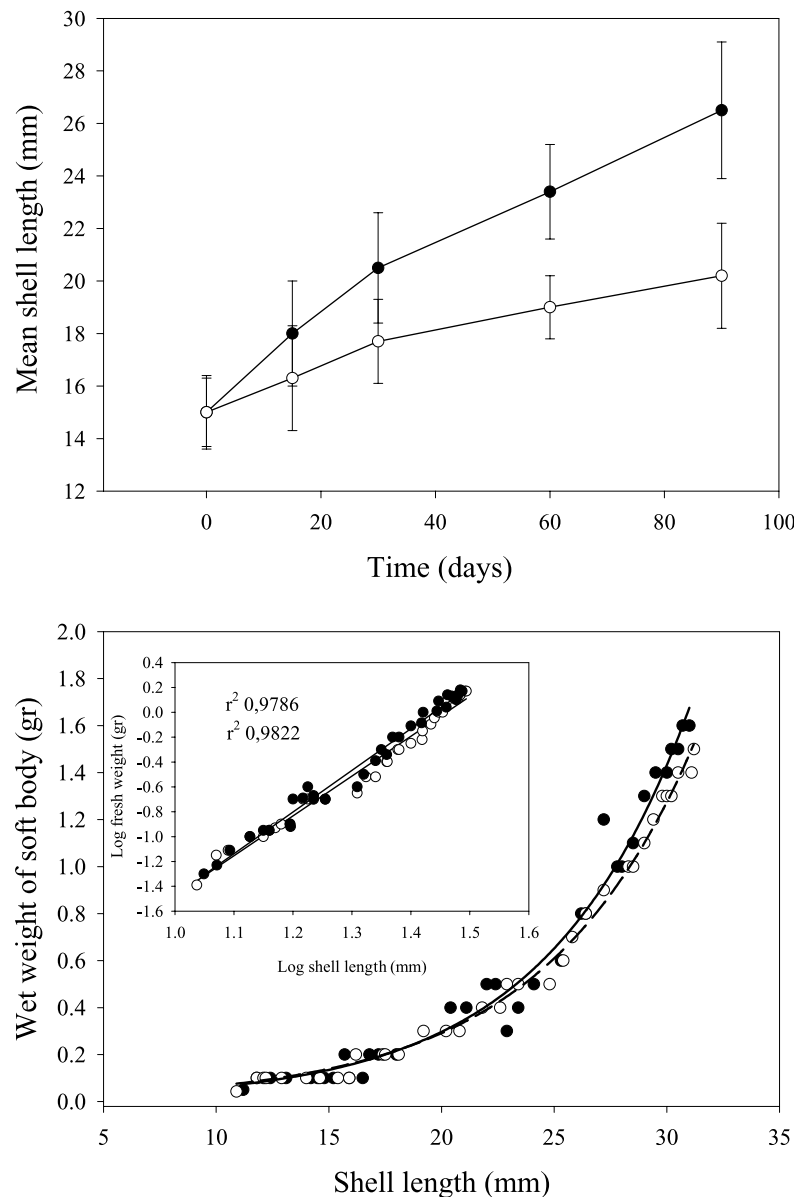 30
28
26
24
22
20
18
16
14
12
Mean shell length (mm)
0 20 40 60 80 100
Time (days)
2.0
1.8
1.6
1.4
1.2
1.0
0.8
0.6
0.4
0.2
0.0
Wet weight of soft body (gr)
0.4
0.2
0.0
-0.2
-0.4
-0.6
-0.8
-1.0
-1.2
-1.4
-1.6
Log fresh weight (gr)
r² 0,9786
r² 0,9822
1.0 1.1 1.2 1.3 1.4 1.5 1.6
Log shell length (mm)
5 10 15 20 25 30 35
Shell length (mm)